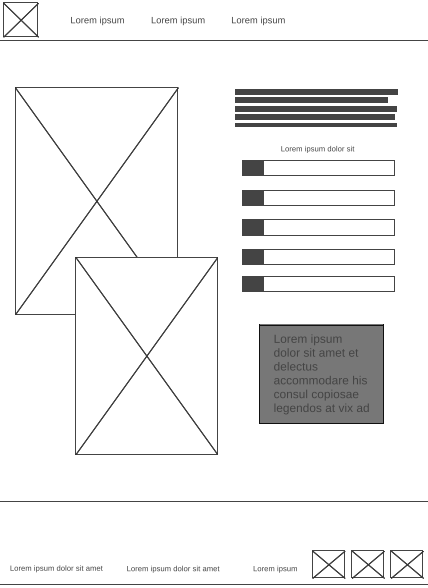 Lorem ipsum
Lorem ipsum
Lorem ipsum
Lorem ipsum dolor sit
Lorem ipsum
dolor sit amet et
delectus
accommodare his
consul copiosae
legendos at vix ad
Lorem ipsum dolor sit amet
Lorem ipsum dolor sit amet
Lorem ipsum